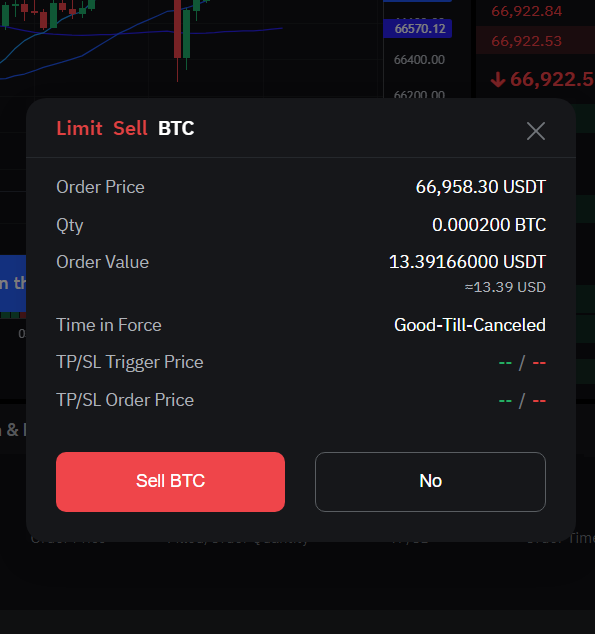 66,922.84
66570.12
66,922.53
66400.00
66,922.5
66200.00
Limit Sell BTC
Order Price 66,958.30 USDT
Qty 0.000200 BTC
Order Value 13.39166000 USDT
≈13.39 USD
Time in Force Good-Till-Canceled
TP/SL Trigger Price -- / --
TP/SL Order Price -- / --
Sell BTC No